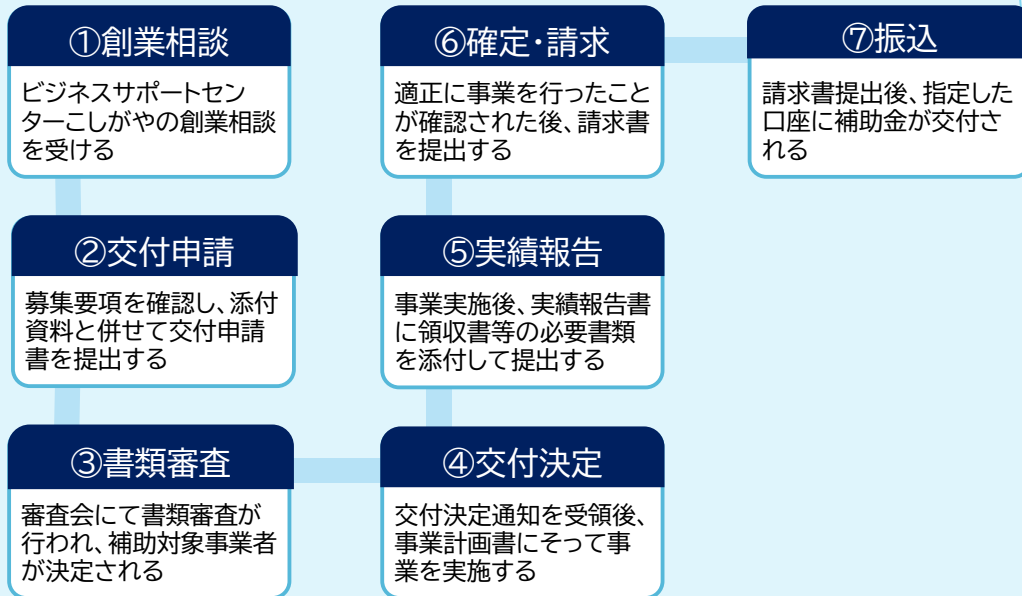 ①創業相談
ビジネスサポートセン
ターこしがやの創業相談
を受ける
②交付申請
募集要項を確認し、添付
資料と併せて交付申請
書を提出する
③書類審査
審査会にて書類審査が
行われ、補助対象事業者
が決定される
④交付決定
交付決定通知を受領後、
事業計画書にそって事
業を実施する
⑤実績報告
事業実施後、実績報告書
に領収書等の必要書類
を添付して提出する
⑥確定・請求
適正に事業を行ったこと
が確認された後、請求書
を提出する
⑦振込
請求書提出後、指定した
口座に補助金が交付さ
れる